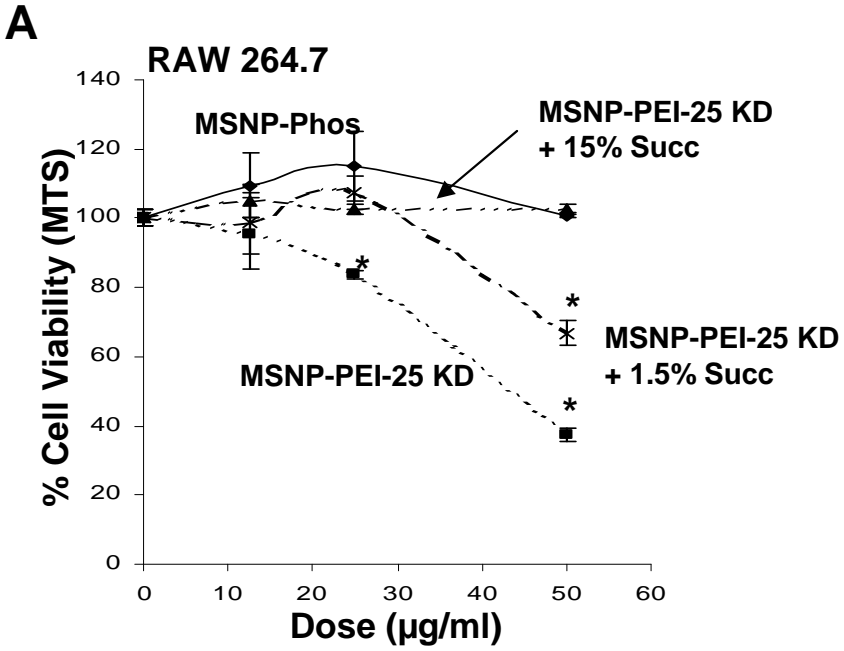 A
RAW 264.7
140
120
100
80
60
40
20
0
% Cell Viability (MTS)
MSNP-Phos
MSNP-PEI-25 KD
+ 15% Succ
*
*
MSNP-PEI-25 KD
+ 1.5% Succ
MSNP-PEI-25 KD
*
0 10 20 30 40 50 60
Dose (µg/ml)